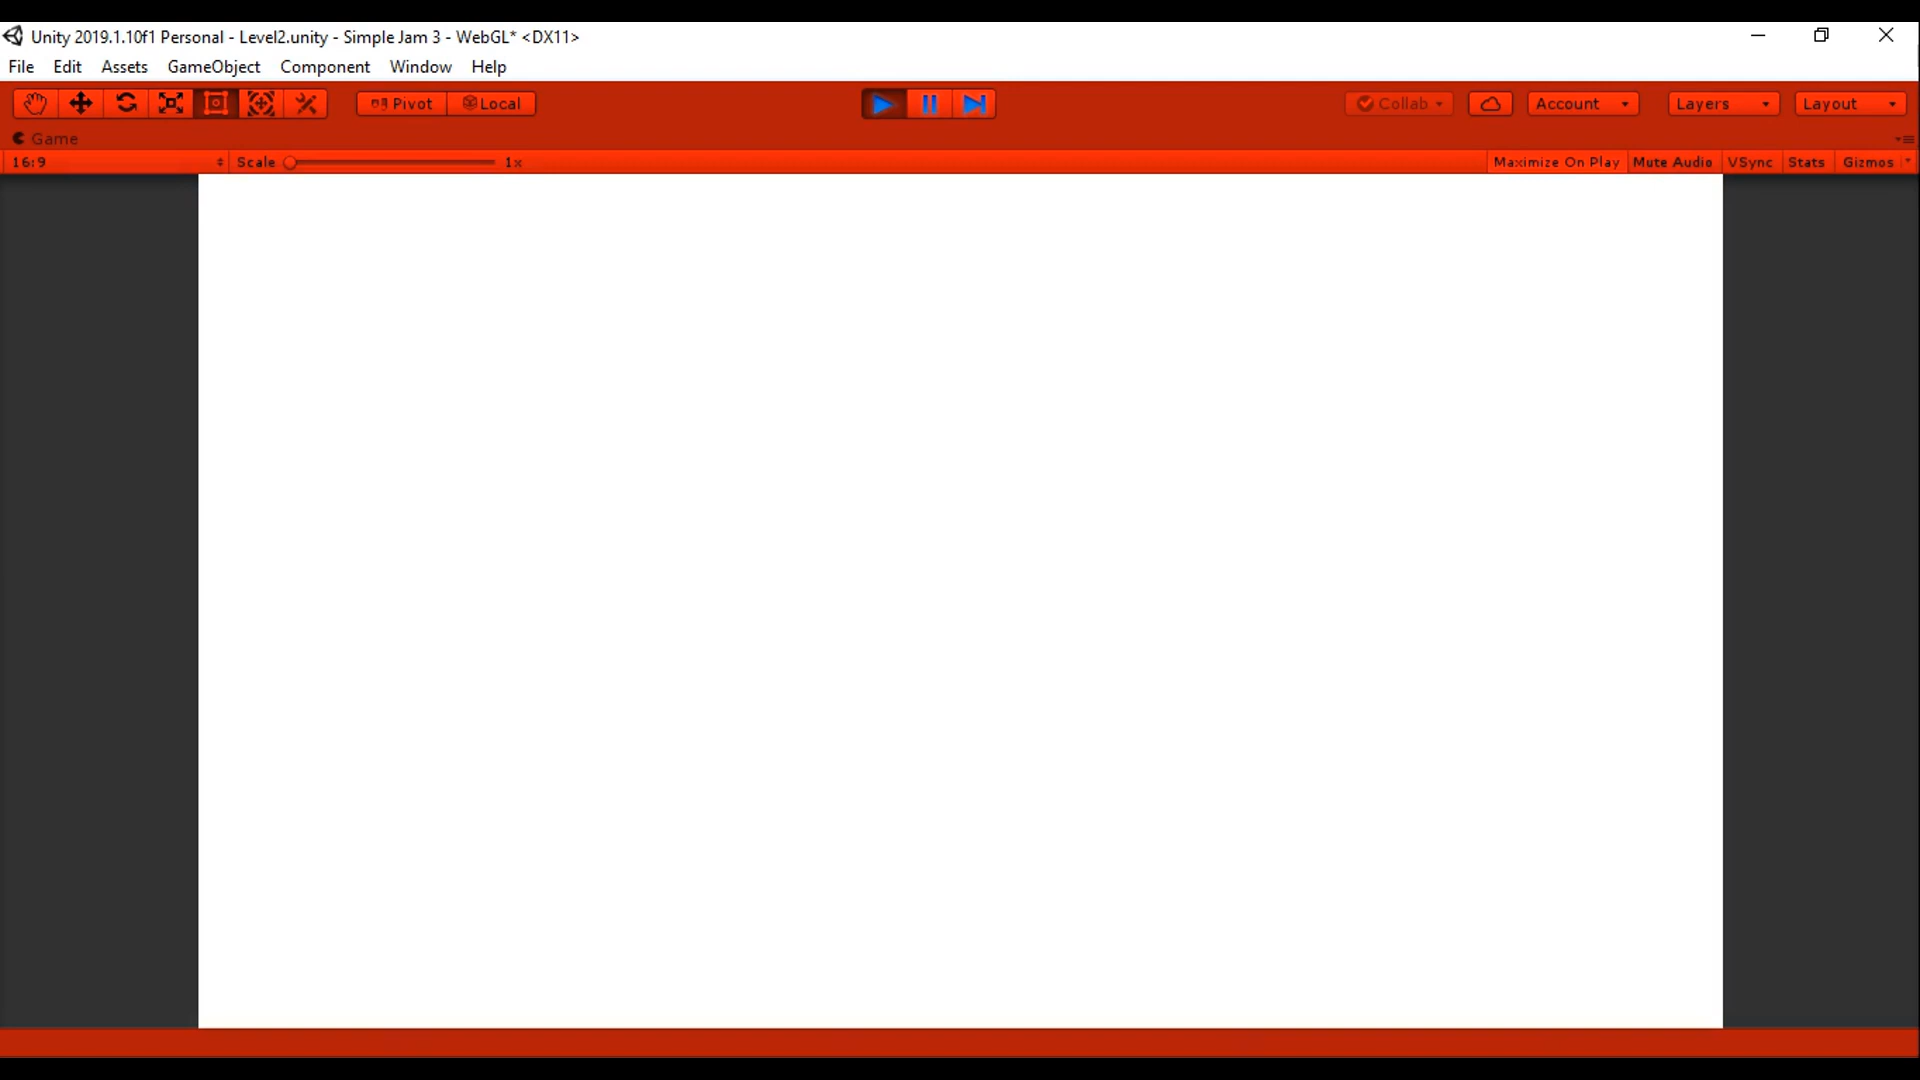 Unity 2019.1.10f1 Personal - Level2.unity - Simple Jam 3 - WebGL* <DX11>
File Edit Assets GameObject Component Window Help
Pivot Local Collab Account Layers Layout
Game
16:9 Scale 1x Maximize On Play Mute Audio VSync Stats Gizmos